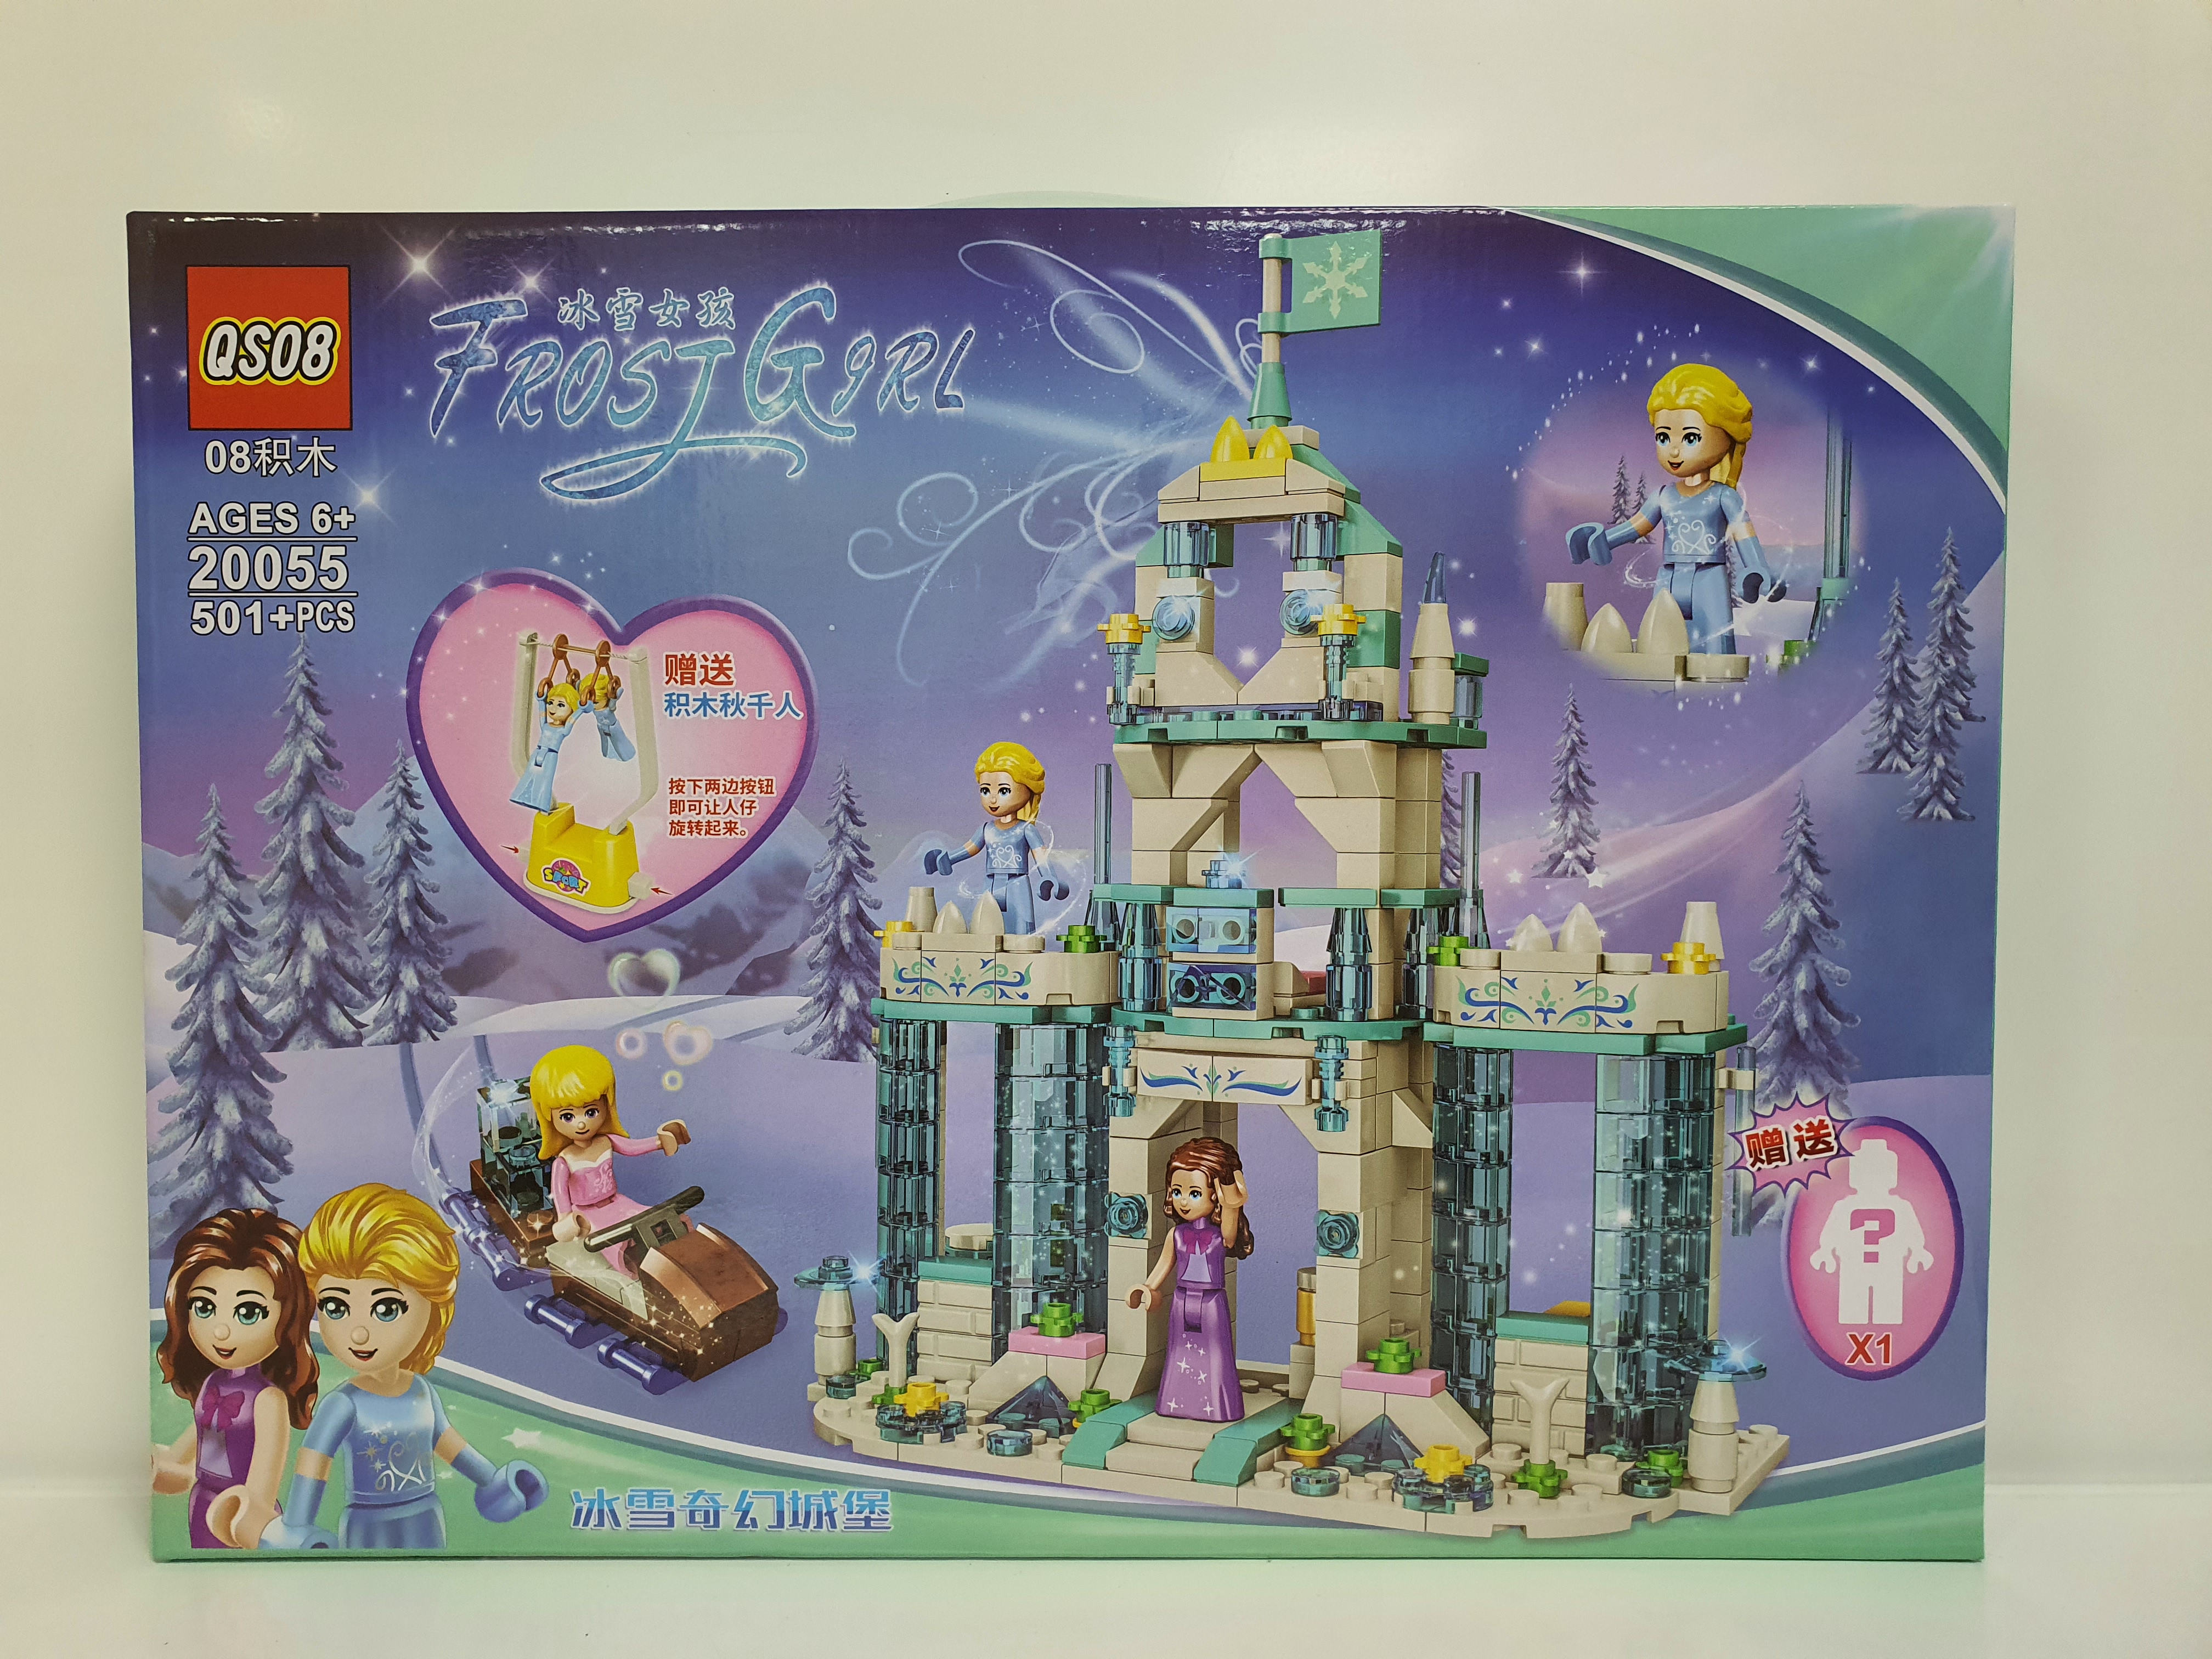 QS08
08积木
AGES 6+
20055
501+PCS
冰雪女孩
FROST GIRL
赠送
积木秋千人
按下两边按钮
即可让人仔
旋转起来。
SPORT
赠送
?
X1
冰雪奇幻城堡